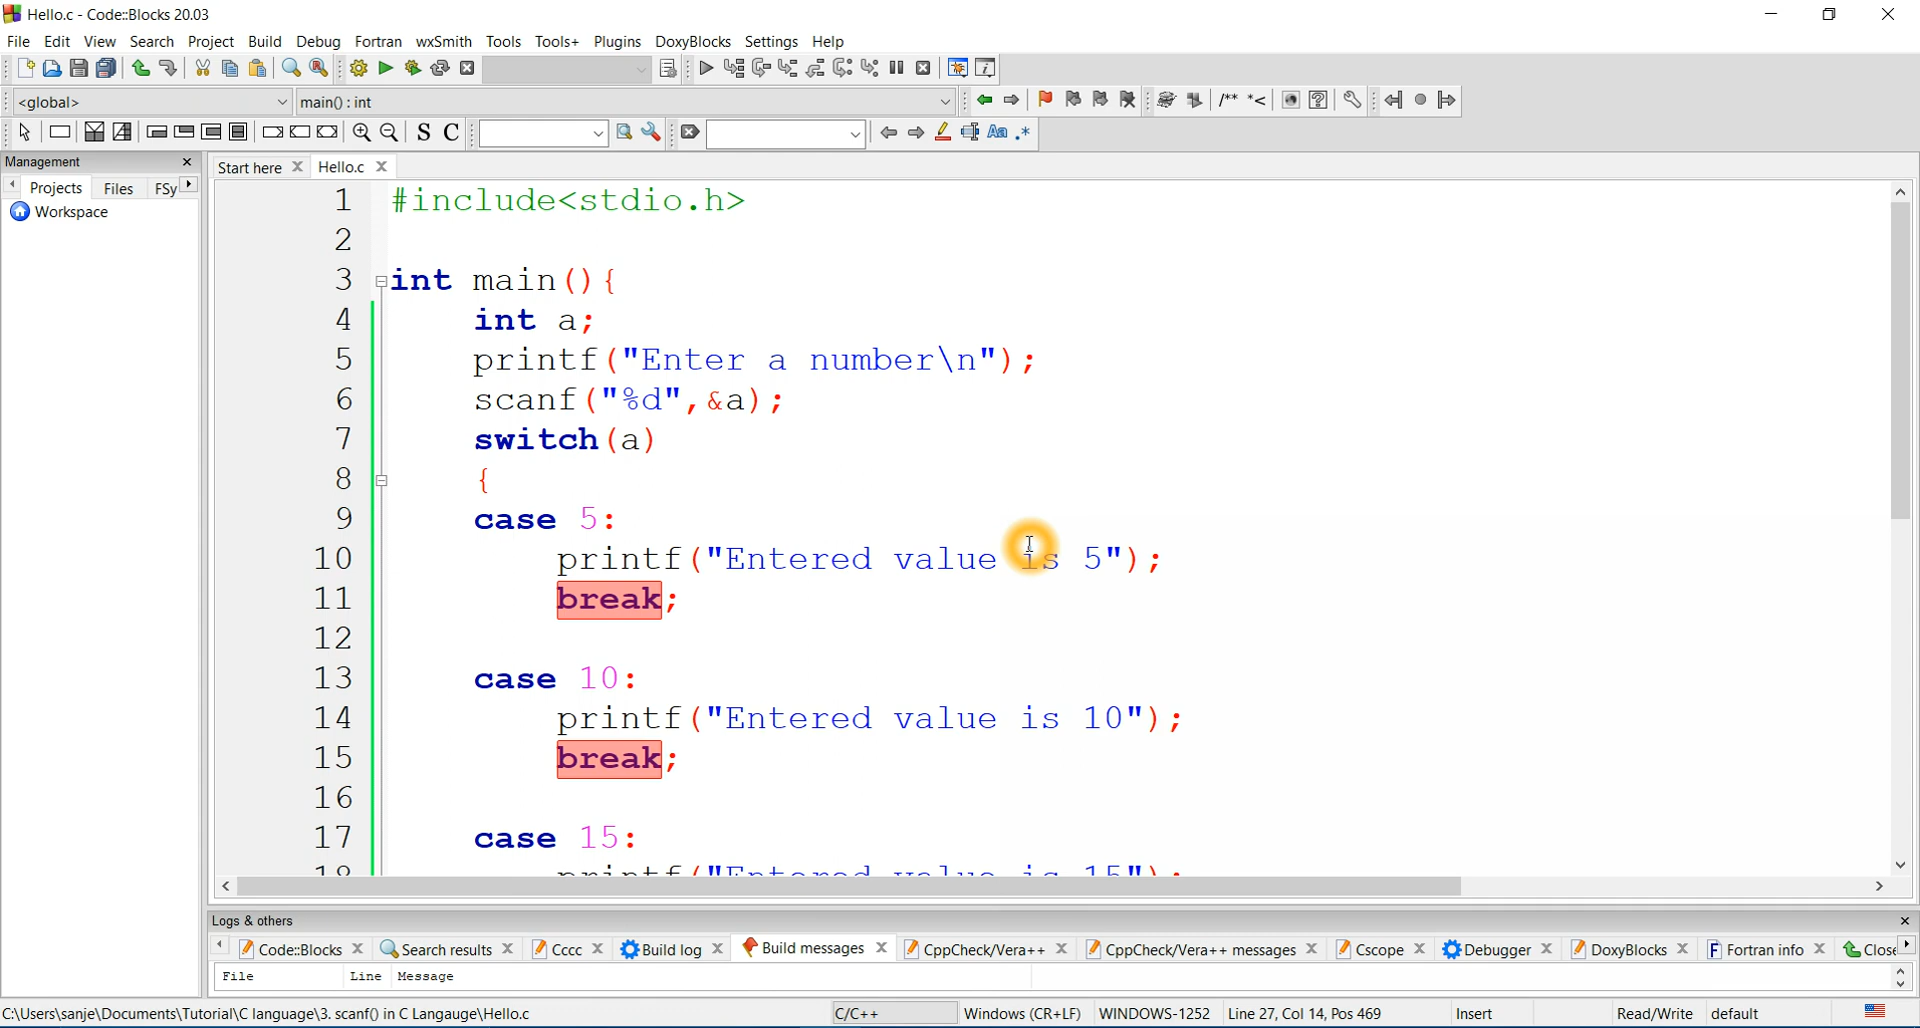 Hello.c - Code::Blocks 20.03
File Edit View Search Project Build Debug Fortran wxSmith Tools Tools+ Plugins DoxyBlocks Settings Help
<global> main() : int /** *<
S C Aa .*
Management
Start here Hello.c
Projects Files FSy
Workspace
1 #include<stdio.h>
2
3 int main(){
4 int a;
5 printf("Enter a number\n");
6 scanf("%d",&a);
7 switch(a)
8 {
9 case 5:
10 printf("Entered value is 5");
11 break;
12
13 case 10:
14 printf("Entered value is 10");
15 break;
16
17 case 15:
18 printf("Entered value is 15");
Logs & others
Code::Blocks Search results Cccc Build log Build messages CppCheck/Vera++ CppCheck/Vera++ messages Cscope Debugger DoxyBlocks Fortran info Close
File Line Message
C:\Users\sanje\Documents\Tutorial\C language\3. scanf() in C Langauge\Hello.c C/C++ Windows (CR+LF) WINDOWS-1252 Line 27, Col 14, Pos 469 Insert Read/Write default